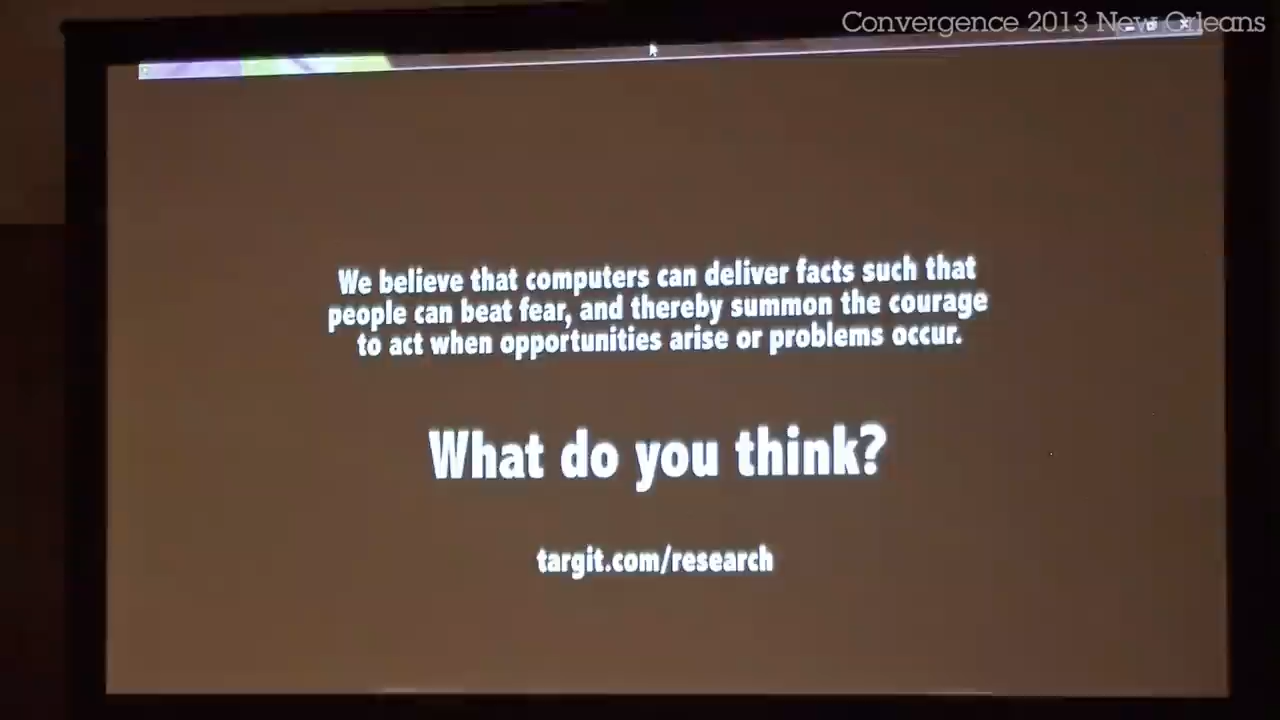 Convergence 2013 New Orleans
We believe that computers can deliver facts such that
people can beat fear, and thereby summon the courage
to act when opportunities arise or problems occur.
What do you think?
targit.com/research